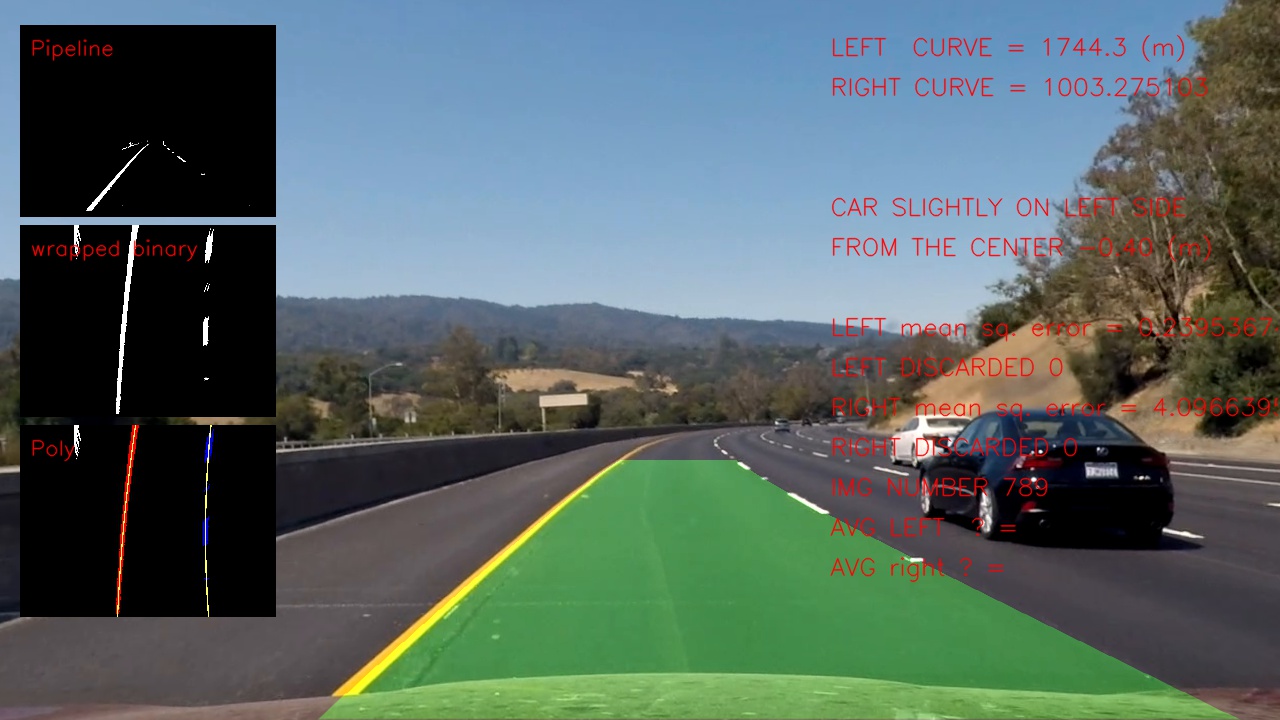 Pipeline
wrapped binary
Poly
LEFT CURVE = 1744.3 (m)
RIGHT CURVE = 1003.275103
CAR SLIGHTLY ON LEFT SIDE
FROM THE CENTER -0.40 (m)
LEFT mean sq. error = 0.2395367
LEFT DISCARDED 0
RIGHT mean sq. error = 4.096639
RIGHT DISCARDED 0
IMG NUMBER 789
AVG LEFT ? =
AVG right ? =